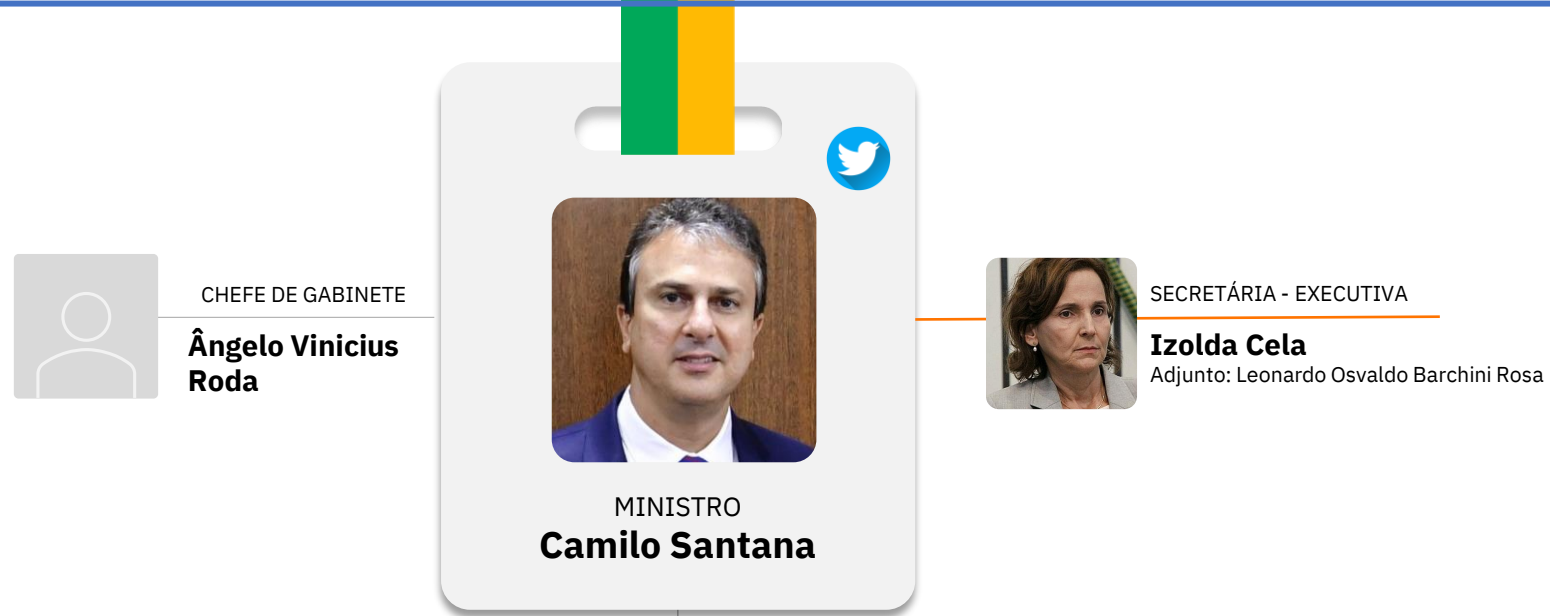 CHEFE DE GABINETE
Ângelo Vinicius
Roda
MINISTRO
Camilo Santana
SECRETÁRIA - EXECUTIVA
Izolda Cela
Adjunto: Leonardo Osvaldo Barchini Rosa